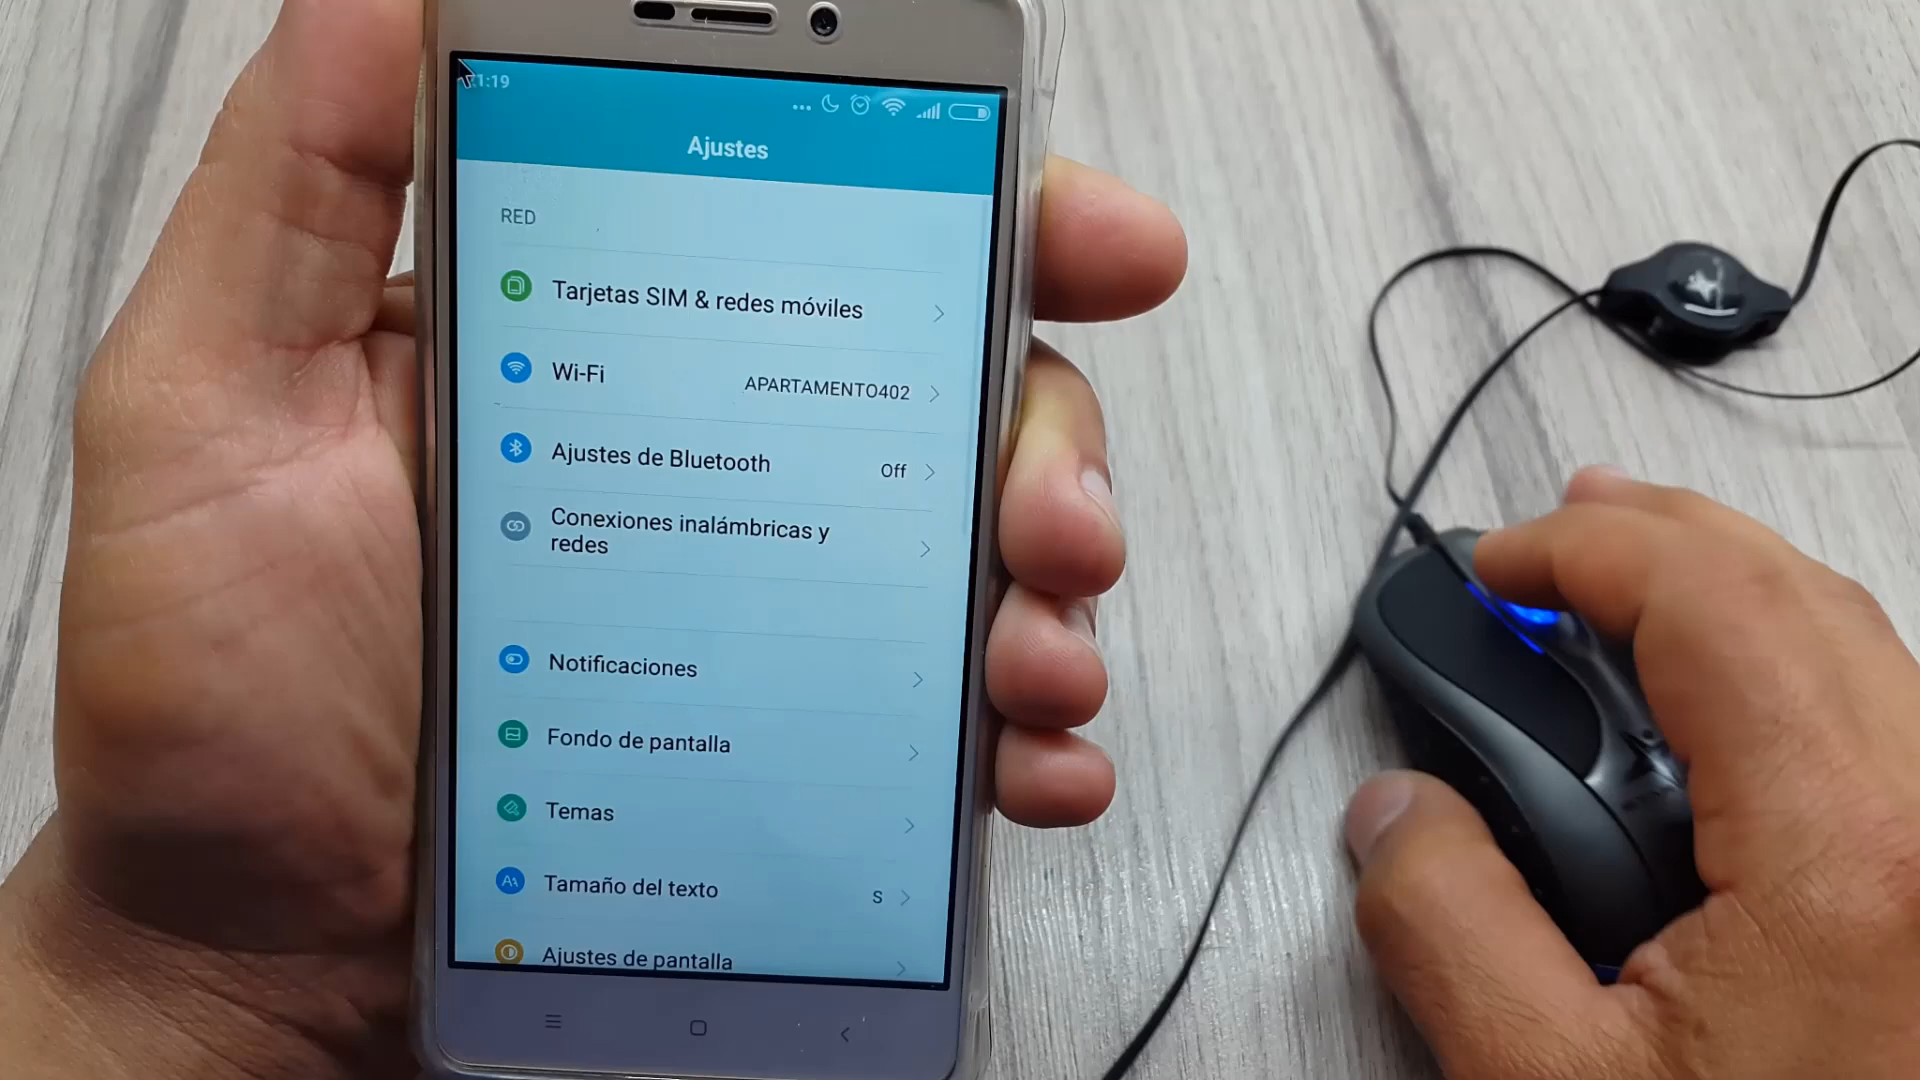 1:19
Ajustes
RED
Tarjetas SIM & redes móviles
Wi-Fi APARTAMENTO402
Ajustes de Bluetooth Off
Conexiones inalámbricas y
redes
Notificaciones
Fondo de pantalla
Temas
Tamaño del texto S
Ajustes de pantalla